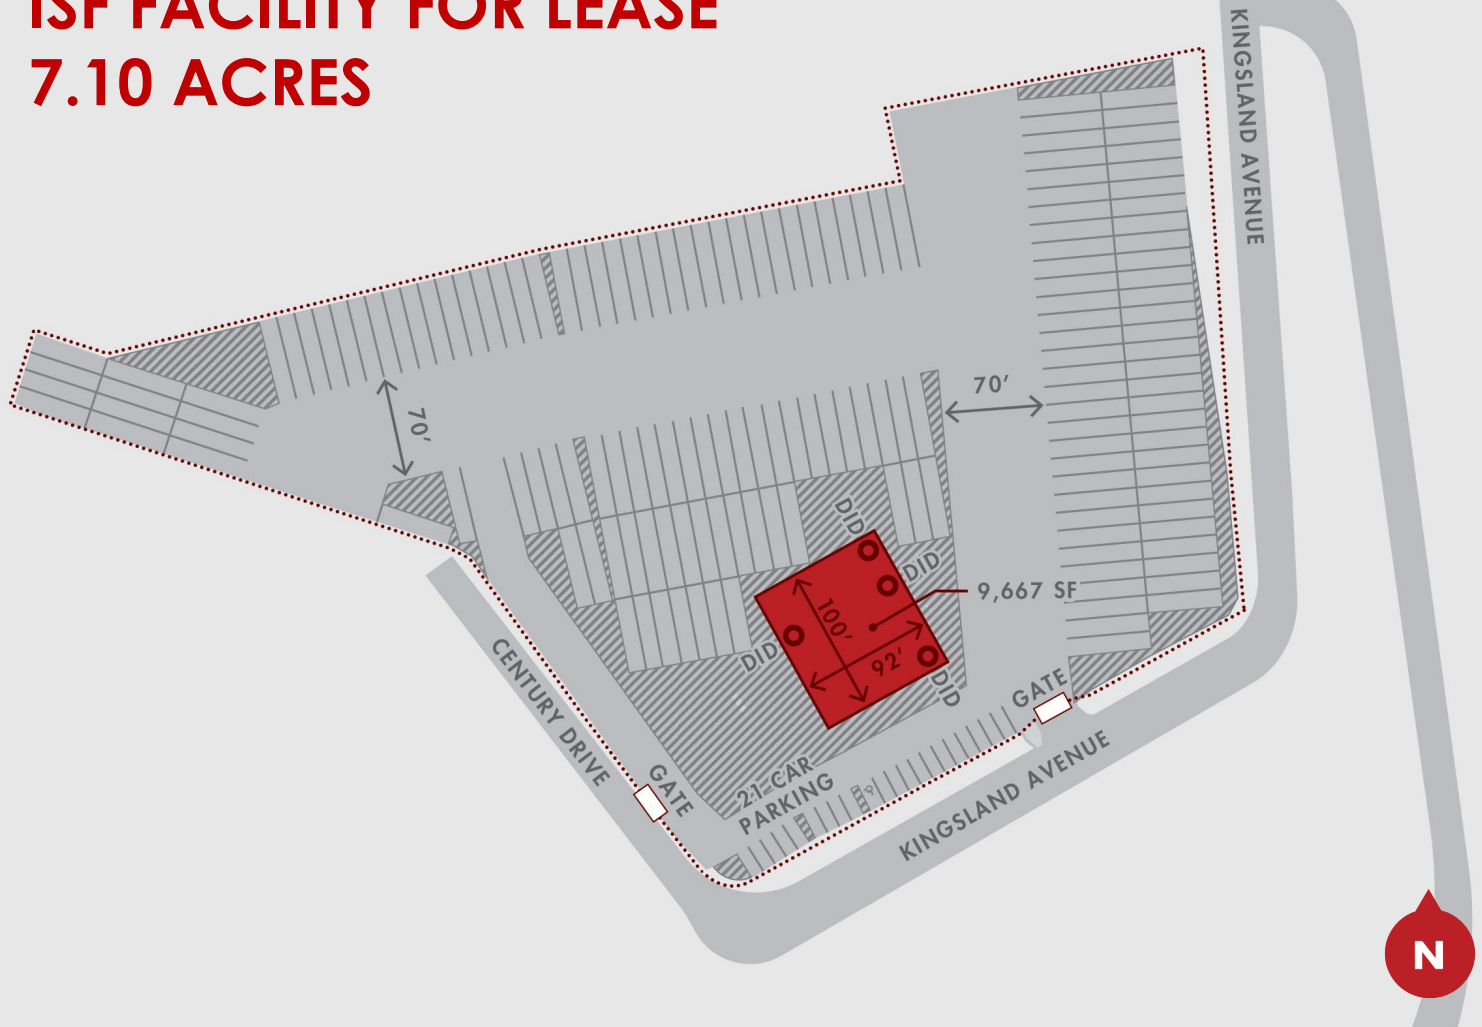 ISF FACILITY FOR LEASE
7.10 ACRES
KINGSLAND AVENUE
70'
70'
DID
DID
9,667 SF
100'
92'
DID
DID
CENTURY DRIVE
GATE
GATE
21 CAR
PARKING
KINGSLAND AVENUE
N